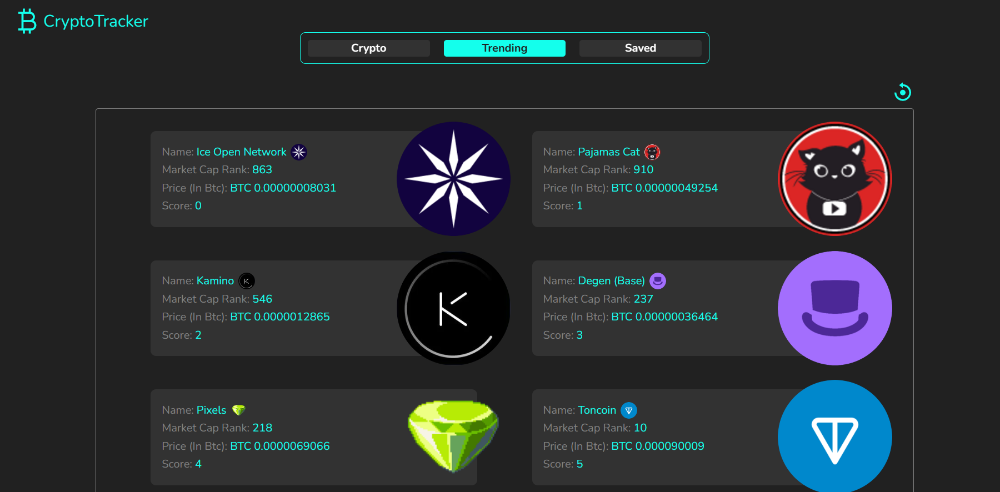 CryptoTracker
Crypto
Trending
Saved
Name: Ice Open Network
Market Cap Rank: 863
Price (In Btc): BTC 0.00000008031
Score: 0
Name: Pajamas Cat
Market Cap Rank: 910
Price (In Btc): BTC 0.00000049254
Score: 1
Name: Kamino
Market Cap Rank: 546
Price (In Btc): BTC 0.0000012865
Score: 2
Name: Degen (Base)
Market Cap Rank: 237
Price (In Btc): BTC 0.00000036464
Score: 3
Name: Pixels
Market Cap Rank: 218
Price (In Btc): BTC 0.0000069066
Score: 4
Name: Toncoin
Market Cap Rank: 10
Price (In Btc): BTC 0.000090009
Score: 5